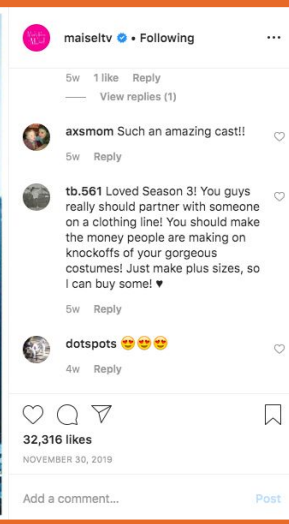 maiseltv • Following
5w 1 like Reply
View replies (1)
axsmom Such an amazing cast!!
5w Reply
tb.561 Loved Season 3! You guys
really should partner with someone
on a clothing line! You should make
the money people are making on
knockoffs of your gorgeous
costumes! Just make plus sizes, so
I can buy some! ♥
5w Reply
dotspots 😍😍😍
4w Reply
32,316 likes
NOVEMBER 30, 2019
Add a comment... Post